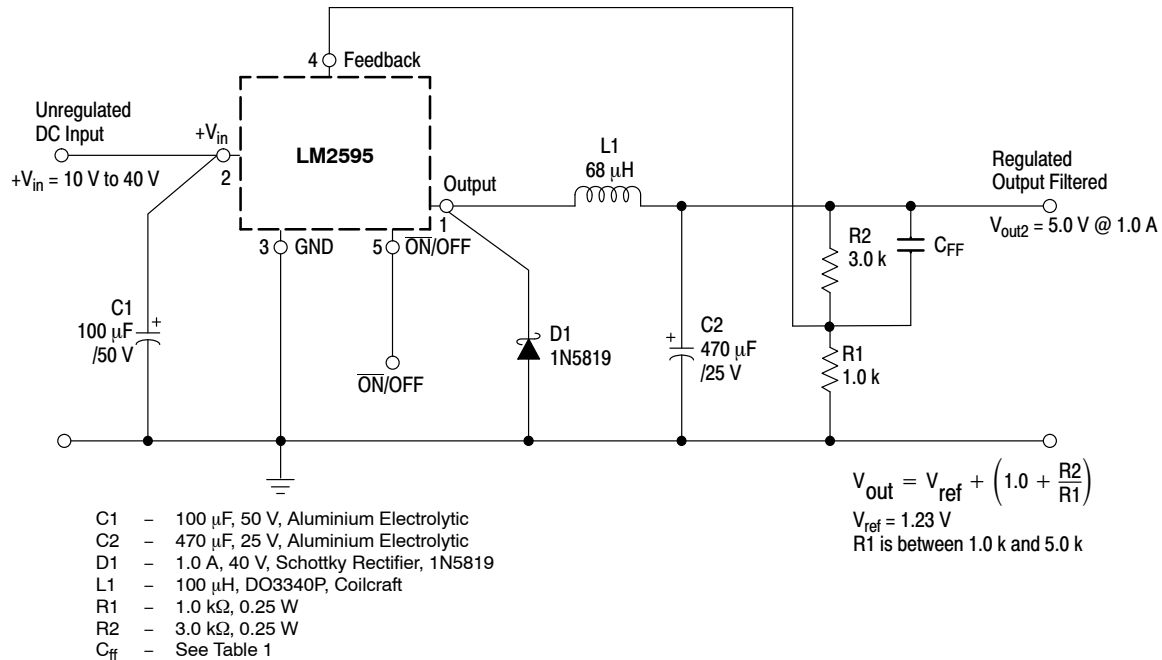 4 Feedback
Unregulated
DC Input
+Vin
2
LM2595
+Vin = 10 V to 40 V
L1
68 μH
Output
1
Regulated
Output Filtered
Vout2 = 5.0 V @ 1.0 A
3 GND
5 ON/OFF
R2
3.0 k
CFF
C1
100 μF
/50 V
+
ON/OFF
D1
1N5819
+
C2
470 μF
/25 V
R1
1.0 k
Vout = Vref + (1.0 + R2/R1)
Vref = 1.23 V
R1 is between 1.0 k and 5.0 k
C1 – 100 μF, 50 V, Aluminium Electrolytic
C2 – 470 μF, 25 V, Aluminium Electrolytic
D1 – 1.0 A, 40 V, Schottky Rectifier, 1N5819
L1 – 100 μH, DO3340P, Coilcraft
R1 – 1.0 kΩ, 0.25 W
R2 – 3.0 kΩ, 0.25 W
Cff – See Table 1